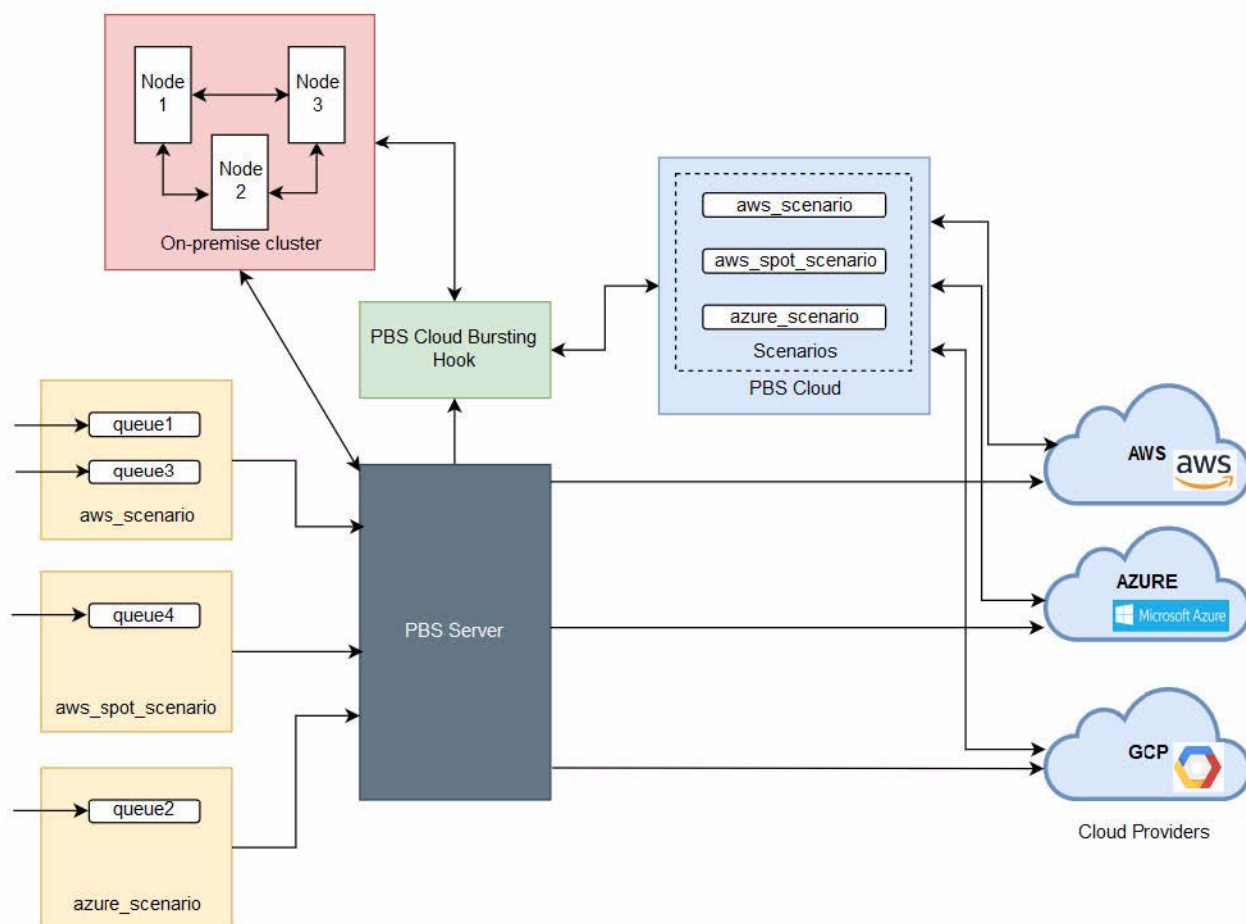 Node
1
Node
3
Node
2
On-premise cluster
aws_scenario
aws_spot_scenario
azure_scenario
Scenarios
PBS Cloud
PBS Cloud Bursting
Hook
queue1
queue3
aws_scenario
queue4
aws_spot_scenario
queue2
azure_scenario
PBS Server
AWS
aws
AZURE
Microsoft Azure
GCP
Cloud Providers